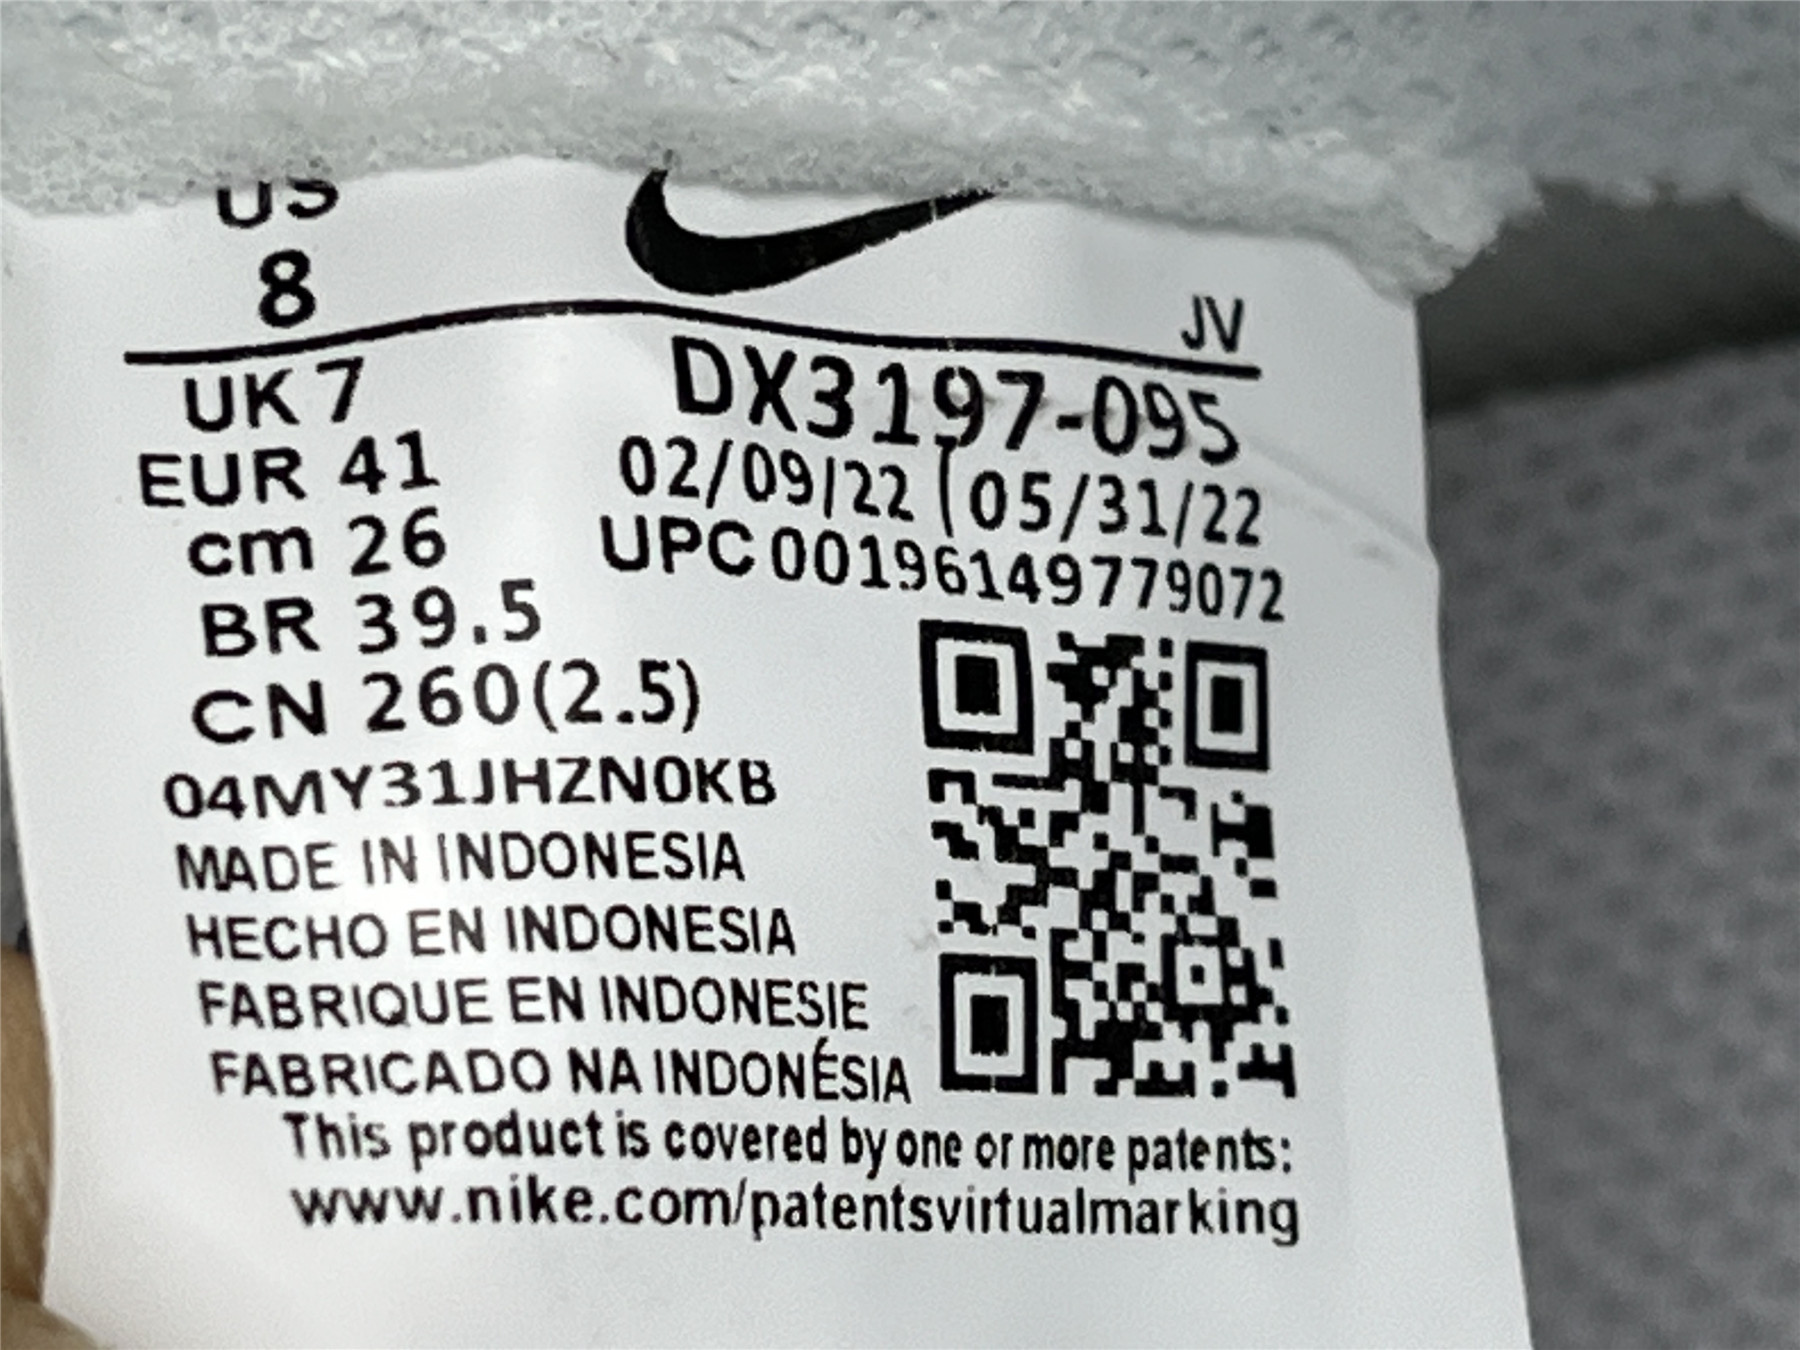 US
8
JV
UK 7
EUR 41
cm 26
BR 39.5
CN 260(2.5)
DX3197-095
02/09/22 05/31/22
UPC 00196149779072
04MY31JHZN0KB
MADE IN INDONESIA
HECHO EN INDONESIA
FABRIQUE EN INDONESIE
FABRICADO NA INDONÉSIA
This product is covered by one or more patents:
www.nike.com/patentsvirtualmarking